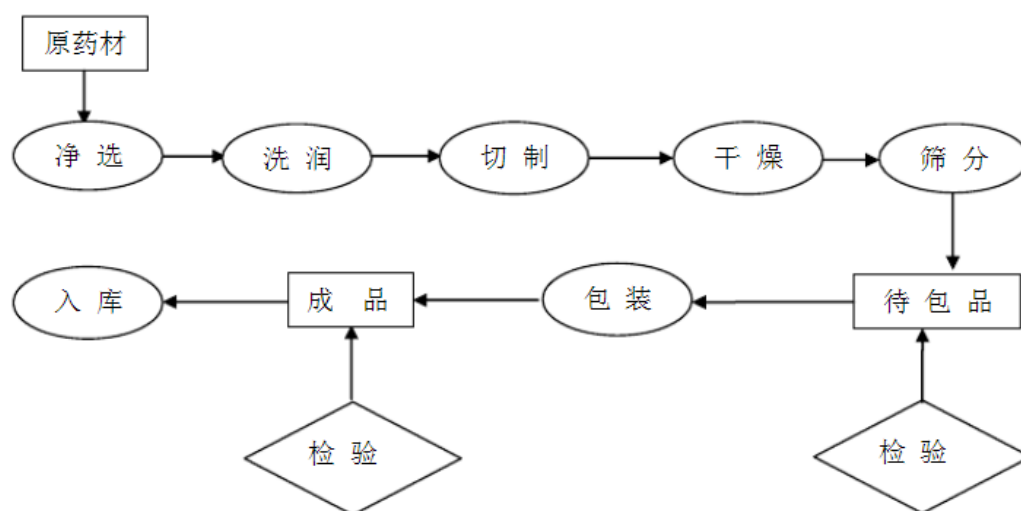 原药材
净 选
洗 润
切 制
干 燥
筛 分
入 库
成 品
包 装
待 包 品
检 验
检 验